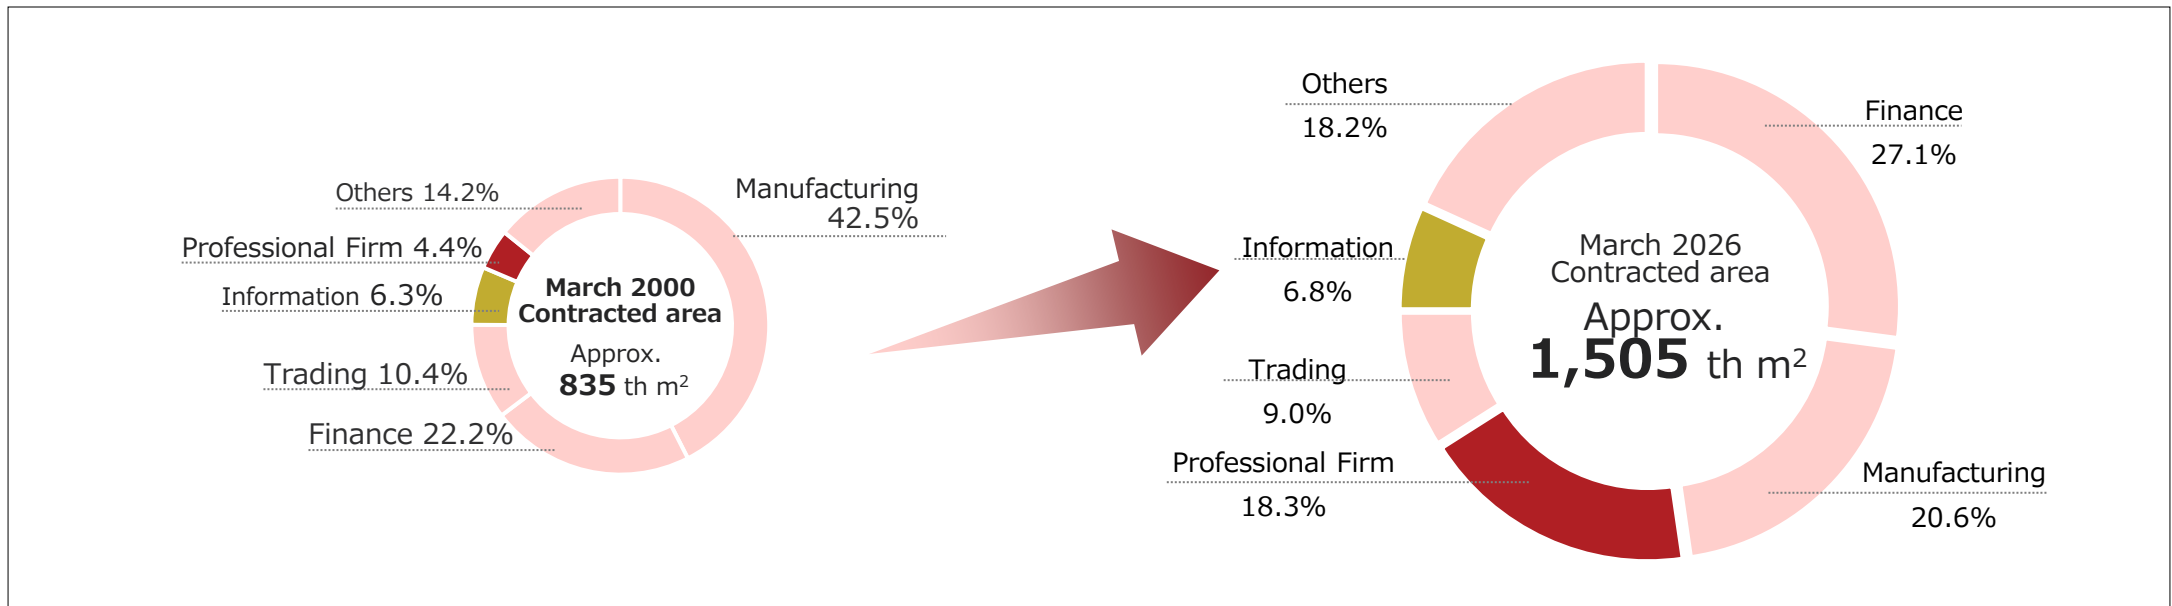 Others 14.2%
Professional Firm 4.4%
Information 6.3%
Trading 10.4%
Finance 22.2%
Manufacturing
42.5%
March 2000
Contracted area
Approx.
835 th m²
Others
18.2%
Information
6.8%
Trading
9.0%
Professional Firm
18.3%
March 2026
Contracted area
Approx.
1,505 th m²
Finance
27.1%
Manufacturing
20.6%